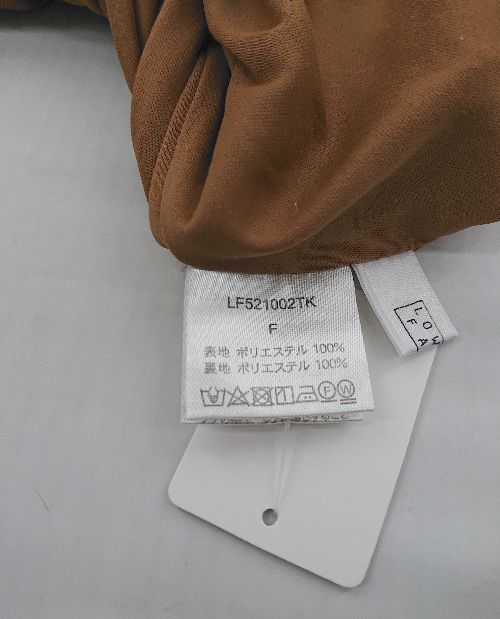 LF521002TK
F
表地 ポリエステル 100%
裏地 ポリエステル 100%
F W
L O W
F A